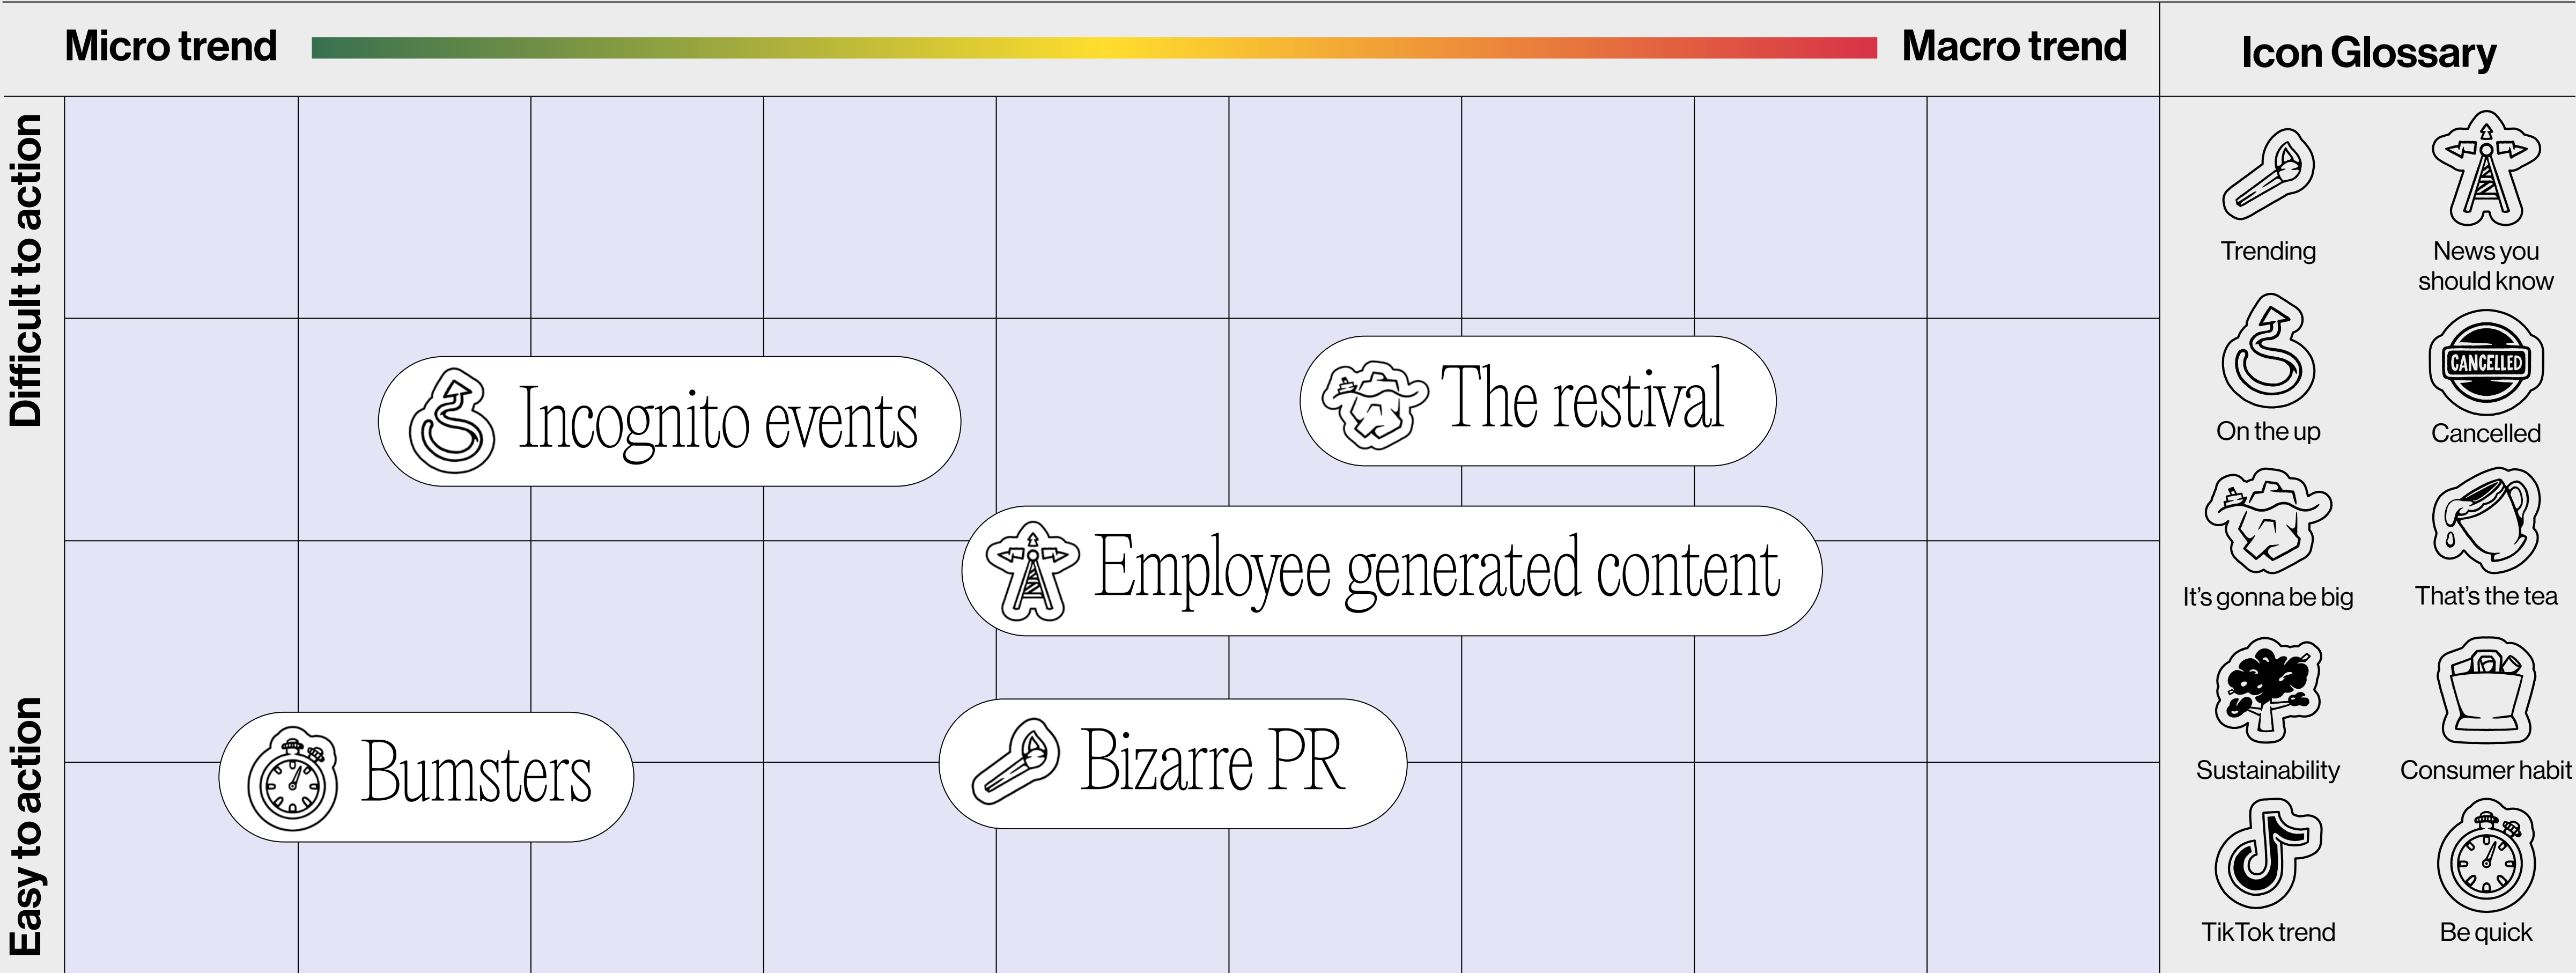 Micro trend
Macro trend
Icon Glossary
Difficult to action
Easy to action
Incognito events
The restival
Employee generated content
Bumsters
Bizarre PR
Trending
News you
should know
On the up
CANCELLED
Cancelled
It's gonna be big
That's the tea
Sustainability
Consumer habit
TikTok trend
Be quick